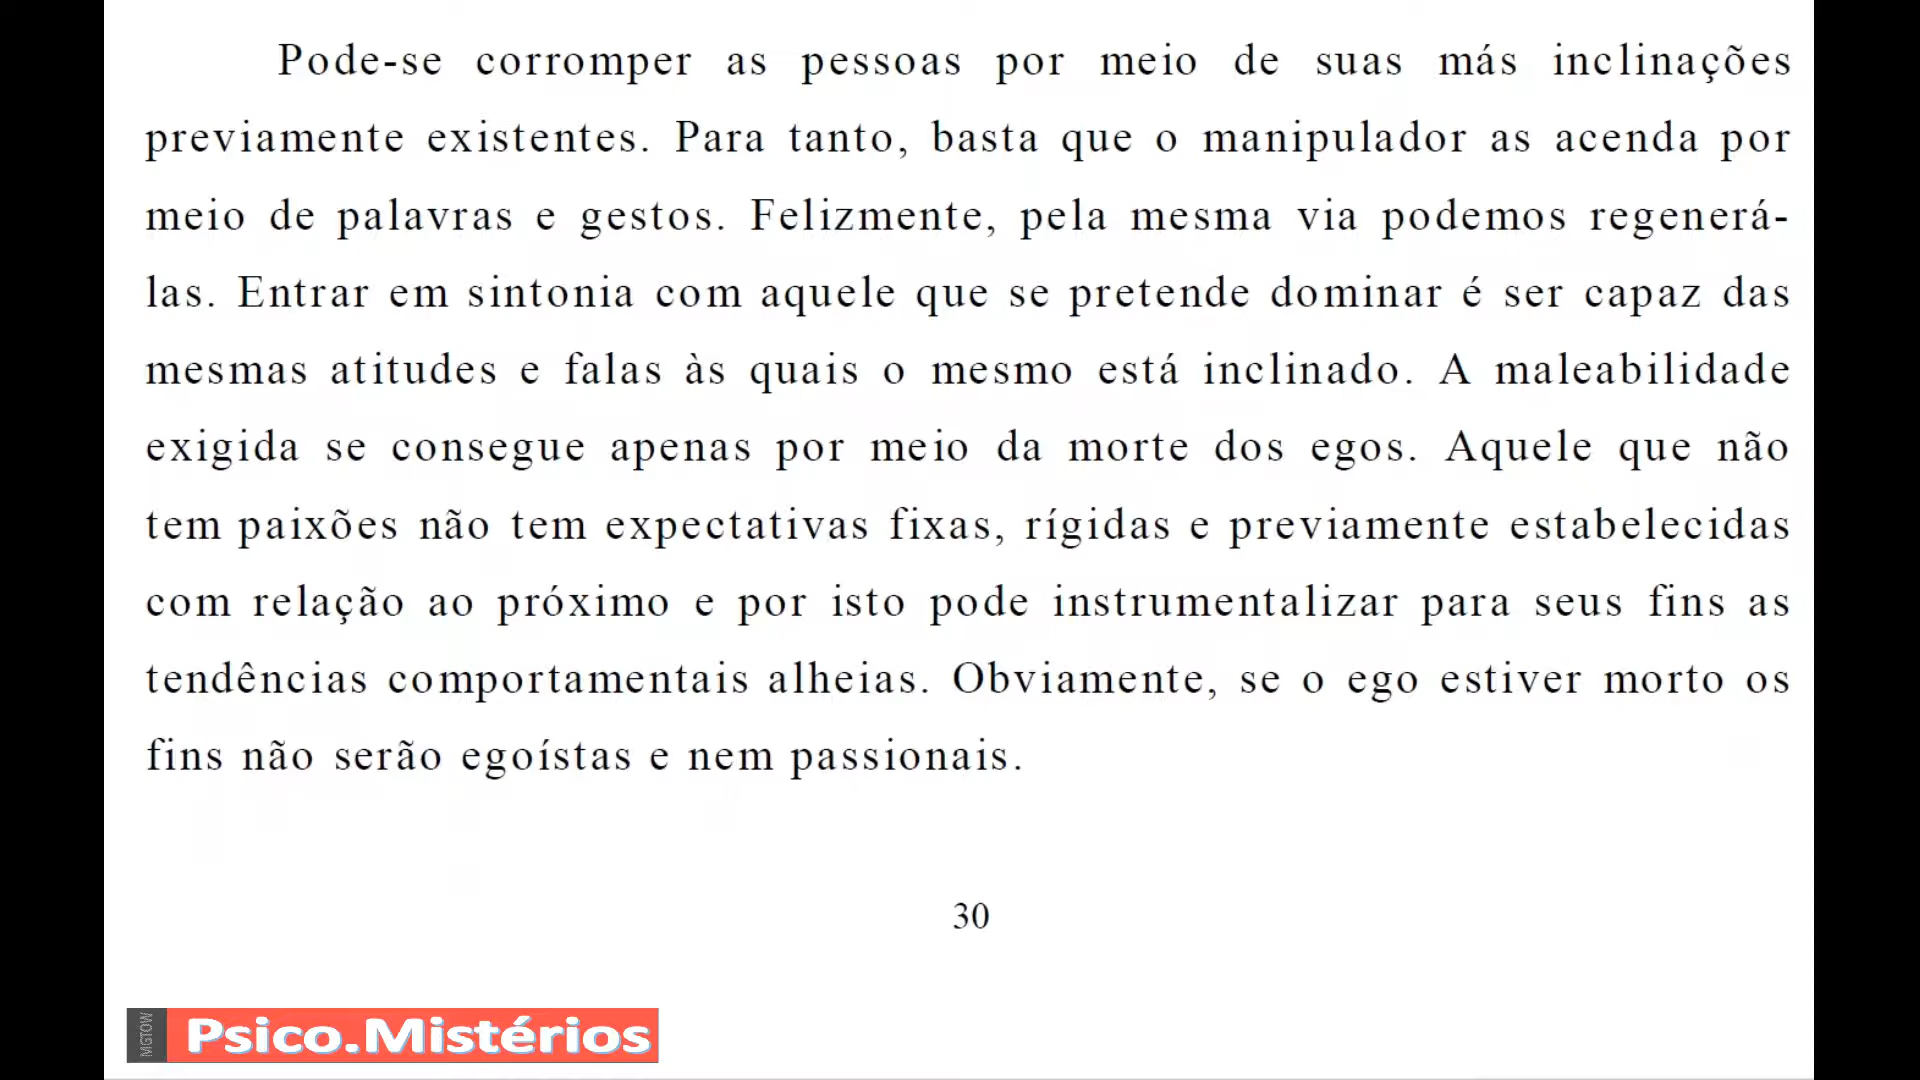 Pode-se corromper as pessoas por meio de suas más inclinações
previamente existentes. Para tanto, basta que o manipulador as acenda por
meio de palavras e gestos. Felizmente, pela mesma via podemos regenerá-
las. Entrar em sintonia com aquele que se pretende dominar é ser capaz das
mesmas atitudes e falas às quais o mesmo está inclinado. A maleabilidade
exigida se consegue apenas por meio da morte dos egos. Aquele que não
tem paixões não tem expectativas fixas, rígidas e previamente estabelecidas
com relação ao próximo e por isto pode instrumentalizar para seus fins as
tendências comportamentais alheias. Obviamente, se o ego estiver morto os
fins não serão egoístas e nem passionais.
30
MGTOW
Psico.Mistérios